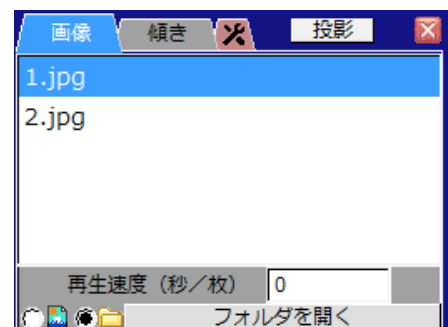 画像 傾き 投影
1.jpg
2.jpg
再生速度（秒／枚） 0
フォルダを開く